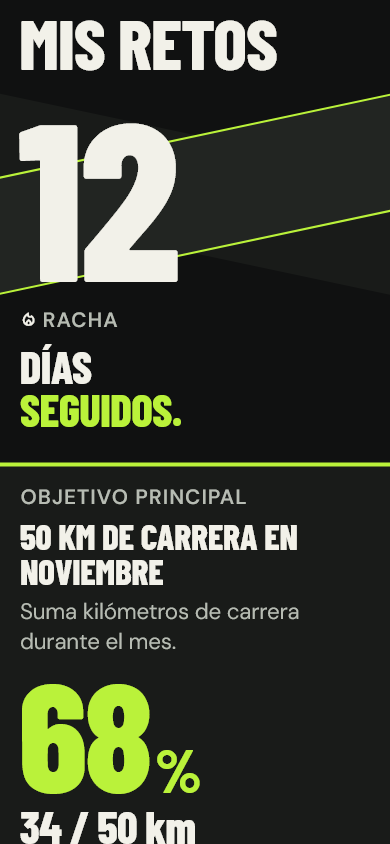 MIS RETOS
12
RACHA
DÍAS
SEGUIDOS.
OBJETIVO PRINCIPAL
50 KM DE CARRERA EN
NOVIEMBRE
Suma kilómetros de carrera
durante el mes.
68%
34 / 50 km